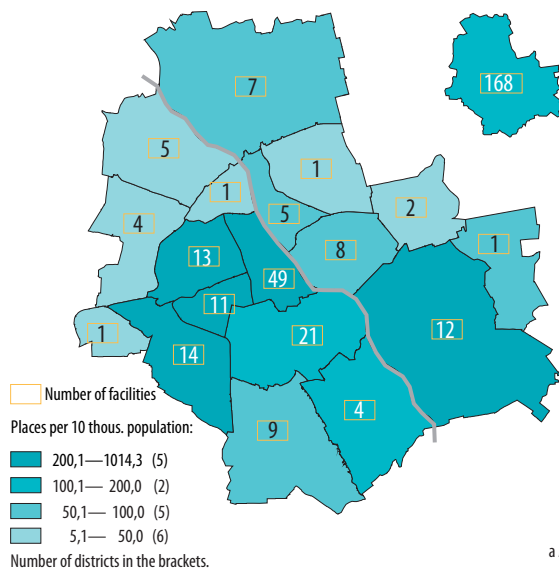 7
168
5
1
1
5
2
4
8
1
13
49
11
12
21
1
14
4
9
Number of facilities
Places per 10 thous. population:
200,1—1014,3 (5)
100,1— 200,0 (2)
50,1— 100,0 (5)
5,1— 50,0 (6)
Number of districts in the brackets.
a